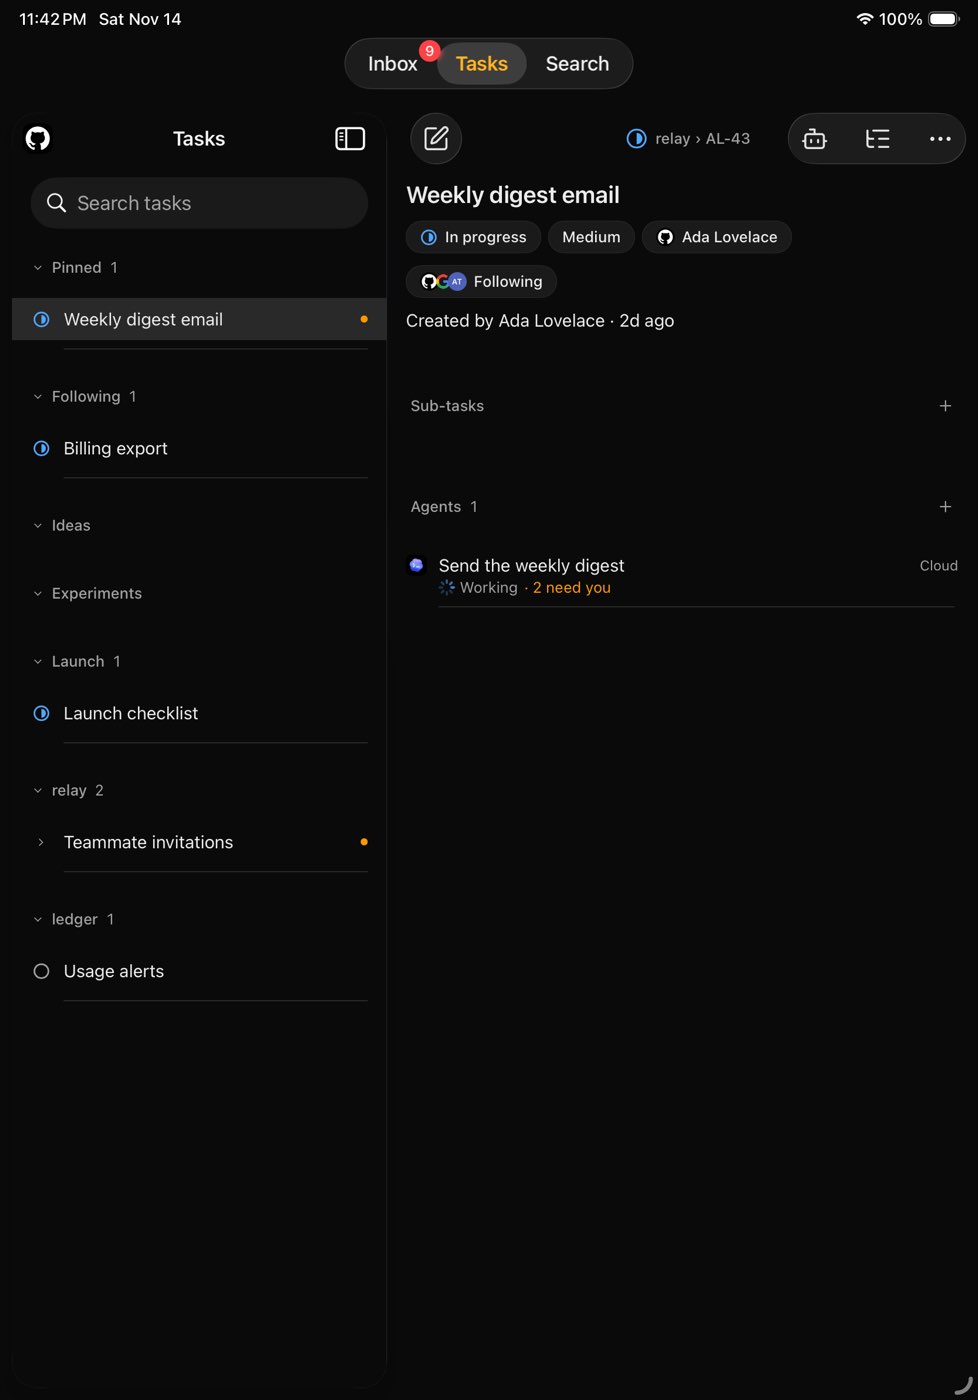 11:42 PM Sat Nov 14
100%
Inbox 9 Tasks Search
Tasks
relay › AL-43
Search tasks
Pinned 1
Weekly digest email
Following 1
Billing export
Ideas
Experiments
Launch 1
Launch checklist
relay 2
Teammate invitations
ledger 1
Usage alerts
Weekly digest email
In progress Medium Ada Lovelace
AT Following
Created by Ada Lovelace · 2d ago
Sub-tasks
Agents 1
Send the weekly digest Cloud
Working · 2 need you